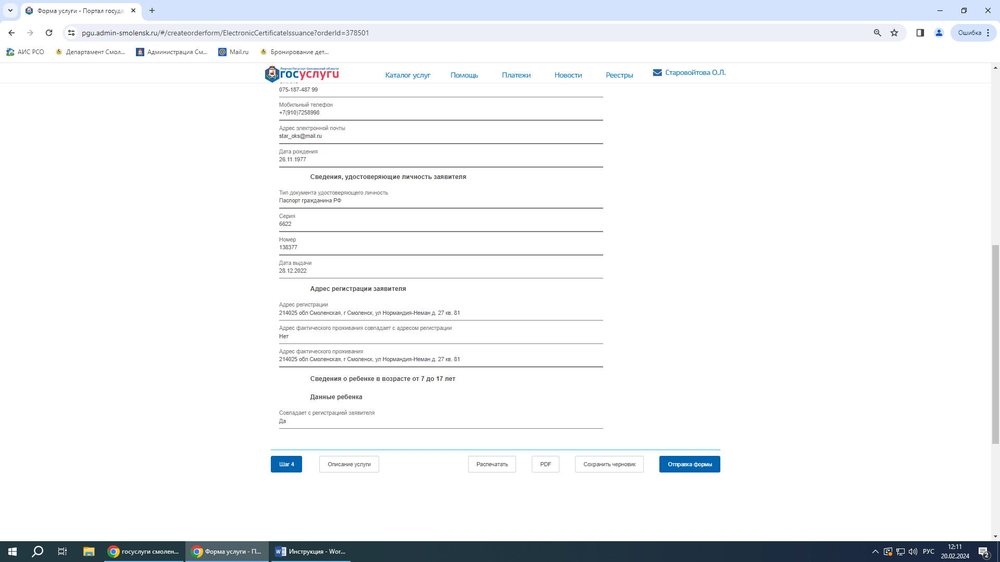 Форма услуги - Портал госуда
pgu.admin-smolensk.ru/#/createorderform/ElectronicCertificateIssuance?orderId=378501
Ошибка
АИС РСО
Департамент Смол...
Администрация См...
Mail.ru
Бронирование дет...
Портал Госуслуг Смоленской области
госуслуги
Каталог услуг
Помощь
Платежи
Новости
Реестры
Старовойтова О.Л.
075-187-487 99
Мобильный телефон
+7(910)7258998
Адрес электронной почты
star_oks@mail.ru
Дата рождения
26.11.1977
Сведения, удостоверяющие личность заявителя
Тип документа удостоверяющего личность
Паспорт гражданина РФ
Серия
6622
Номер
138377
Дата выдачи
28.12.2022
Адрес регистрации заявителя
Адрес регистрации
214025 обл Смоленская, г Смоленск, ул Нормандия-Неман д. 27 кв. 81
Адрес фактического проживания совпадает с адресом регистрации
Нет
Адрес фактического проживания
214025 обл Смоленская, г Смоленск, ул Нормандия-Неман д. 27 кв. 81
Сведения о ребенке в возрасте от 7 до 17 лет
Данные ребенка
Совпадает с регистрацией заявителя
Да
Шаг 4
Описание услуги
Распечатать
PDF
Сохранить черновик
Отправка формы
госуслуги смолен...
Форма услуги - П...
Инструкция - Wor...
РУС
12:11
20.02.2024
2